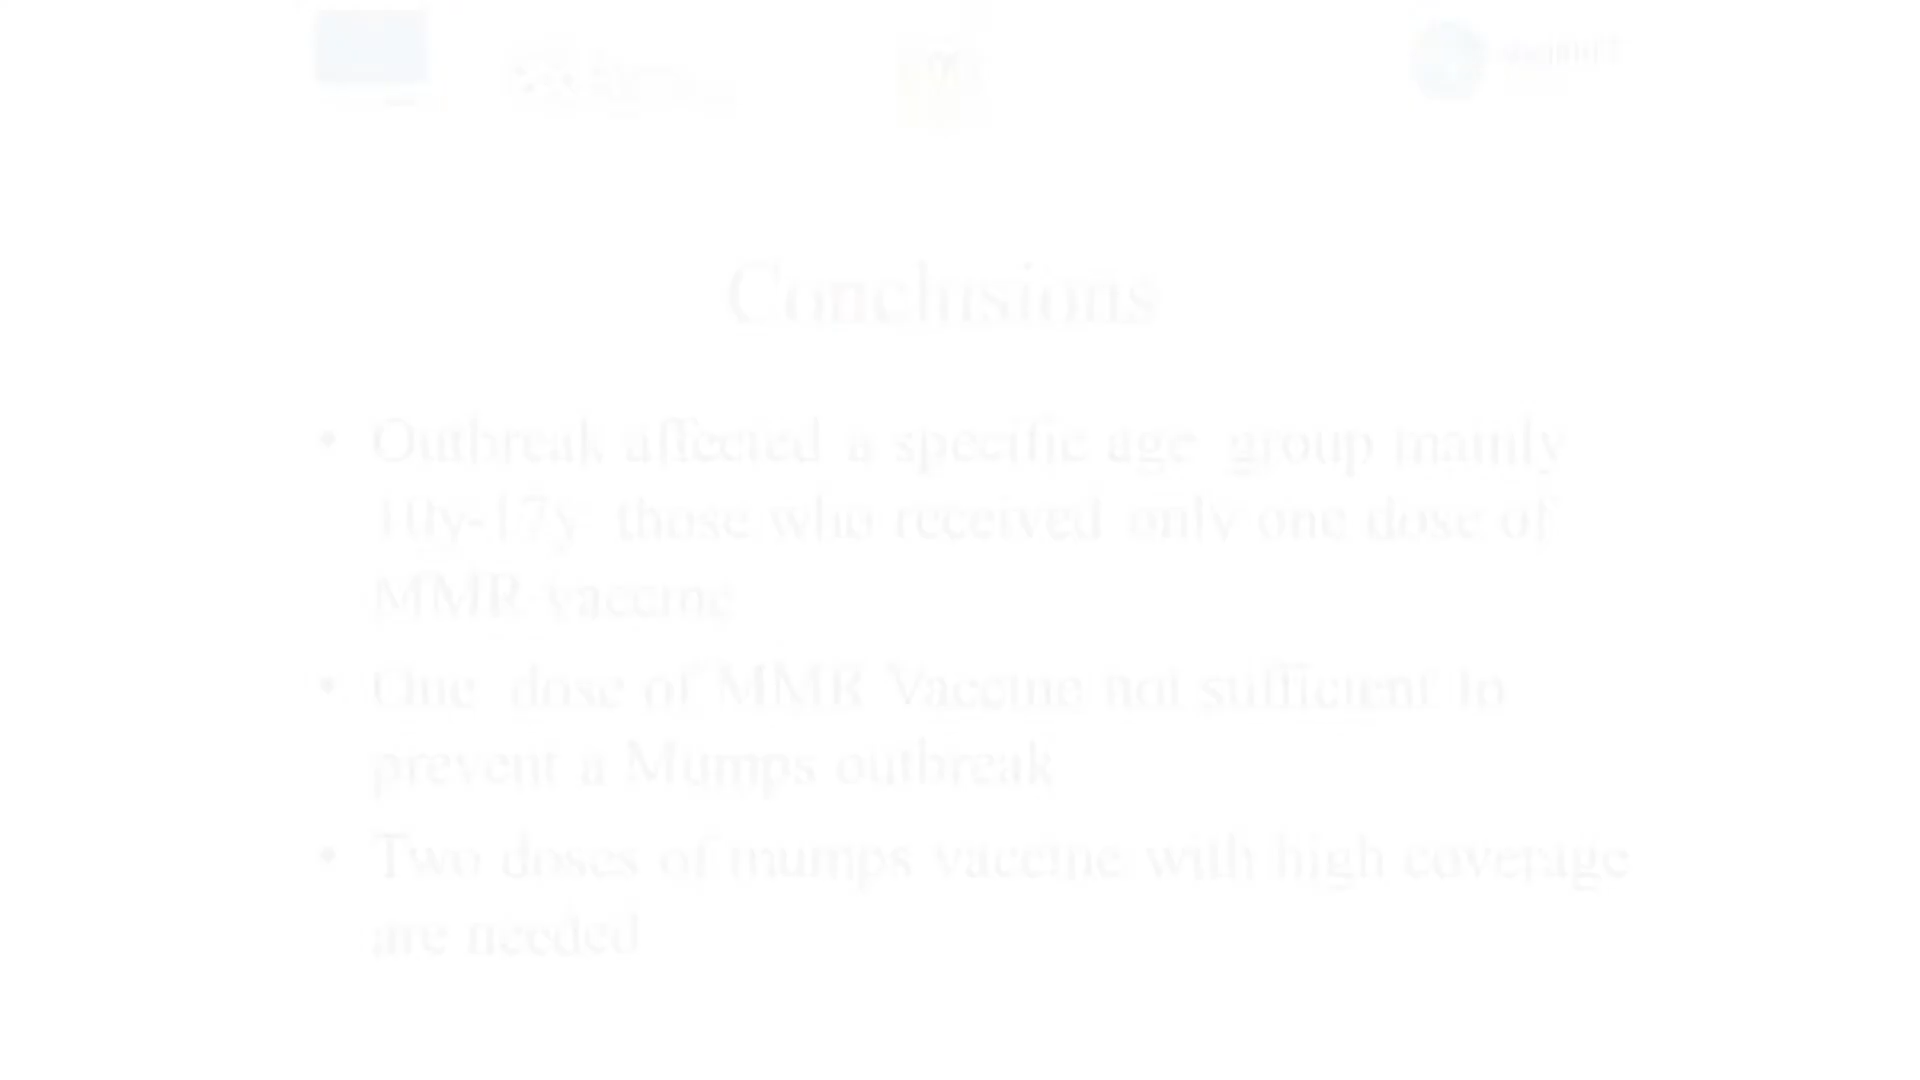 Conclusions
• Outbreak affected a specific age group mainly
10y-17y those who received only one dose of
MMR vaccine
• One dose of MMR Vaccine not sufficient to
prevent a Mumps outbreak
• Two doses of mumps vaccine with high coverage
are needed